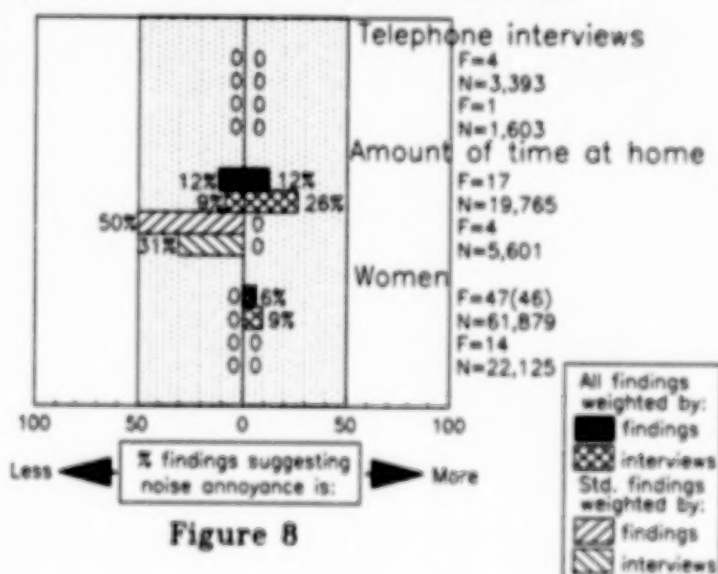 Telephone interviews
0 0 F=4
0 0 N=3,393
0 0 F=1
0 0 N=1,603
Amount of time at home
12% 12% F=17
9% 26% N=19,765
50% 0 F=4
31% 0 N=5,601
Women
0 6% F=47(46)
0 9% N=61,879
0 0 F=14
0 0 N=22,125
100 50 0 50 100
Less % findings suggesting noise annoyance is: More
All findings
weighted by:
findings
interviews
Std. findings
weighted by:
findings
interviews
Figure 8